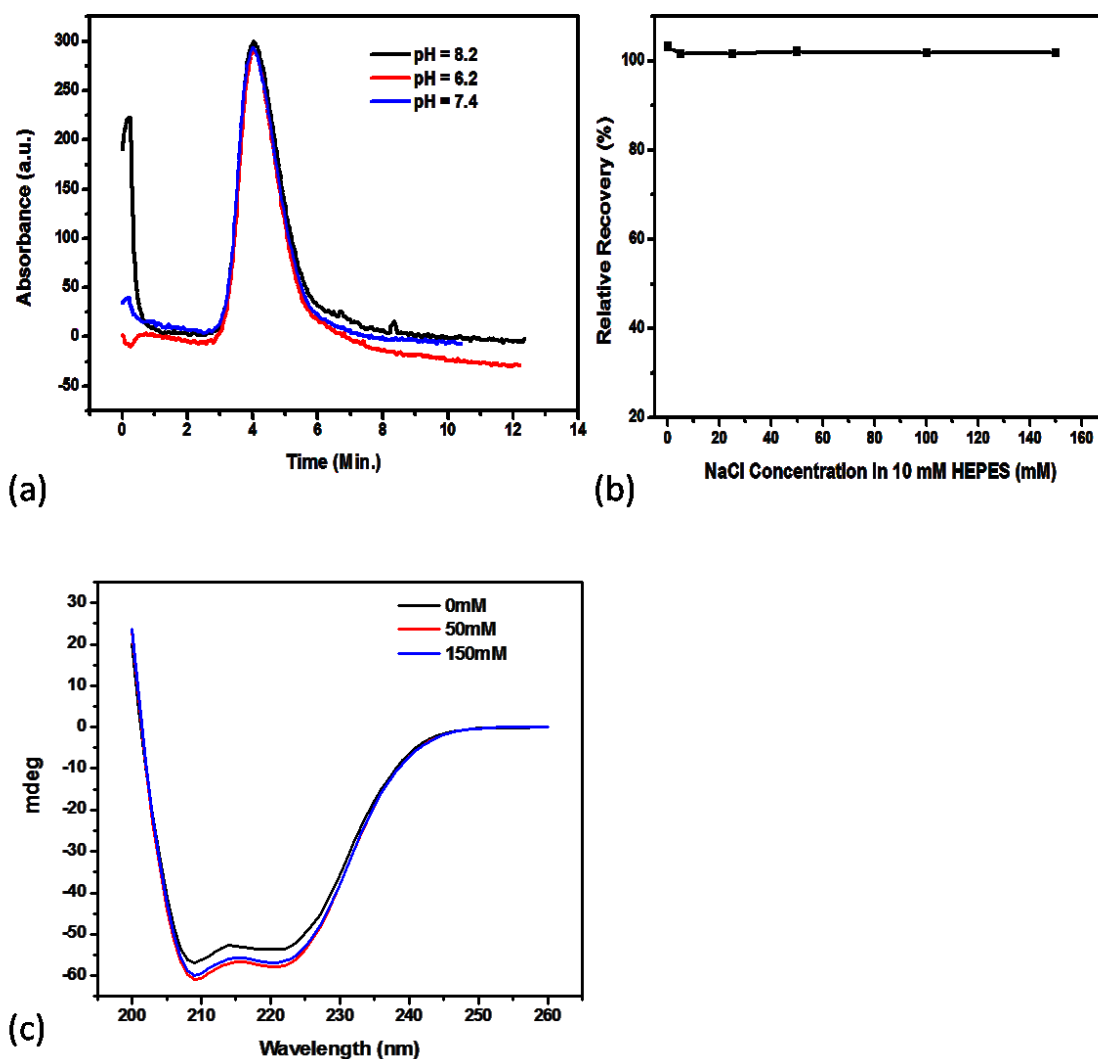 300
250
200
150
100
50
0
-50
Absorbance (a.u.)
pH = 8.2
pH = 6.2
pH = 7.4
0 2 4 6 8 10 12 14
Time (Min.)
(a)
100
80
60
40
20
Relative Recovery (%)
0 20 40 60 80 100 120 140 160
NaCl Concentration in 10 mM HEPES (mM)
(b)
30
20
10
0
-10
-20
-30
-40
-50
-60
mdeg
0mM
50mM
150mM
200 210 220 230 240 250 260
Wavelength (nm)
(c)